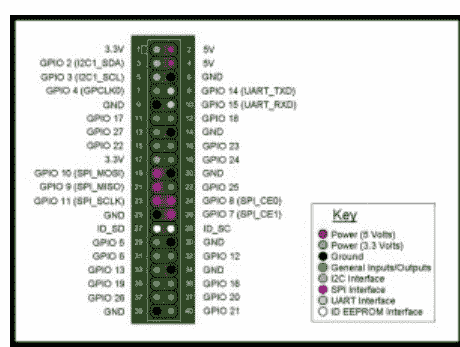 3.3V 1 2 5V
GPIO 2 (I2C1_SDA) 3 4 5V
GPIO 3 (I2C1_SCL) 5 6 GND
GPIO 4 (GPCLK0) 7 8 GPIO 14 (UART_TXD)
GND 9 10 GPIO 15 (UART_RXD)
GPIO 17 11 12 GPIO 18
GPIO 27 13 14 GND
GPIO 22 15 16 GPIO 23
3.3V 17 18 GPIO 24
GPIO 10 (SPI_MOSI) 19 20 GND
GPIO 9 (SPI_MISO) 21 22 GPIO 25
GPIO 11 (SPI_SCLK) 23 24 GPIO 8 (SPI_CE0)
GND 25 26 GPIO 7 (SPI_CE1)
ID_SD 27 28 ID_SC
GPIO 5 29 30 GND
GPIO 6 31 32 GPIO 12
GPIO 13 33 34 GND
GPIO 19 35 36 GPIO 16
GPIO 26 37 38 GPIO 20
GND 39 40 GPIO 21
Key
Power (5 Volts)
Power (3.3 Volts)
Ground
General Inputs/Outputs
I2C Interface
SPI Interface
UART Interface
ID EEPROM Interface